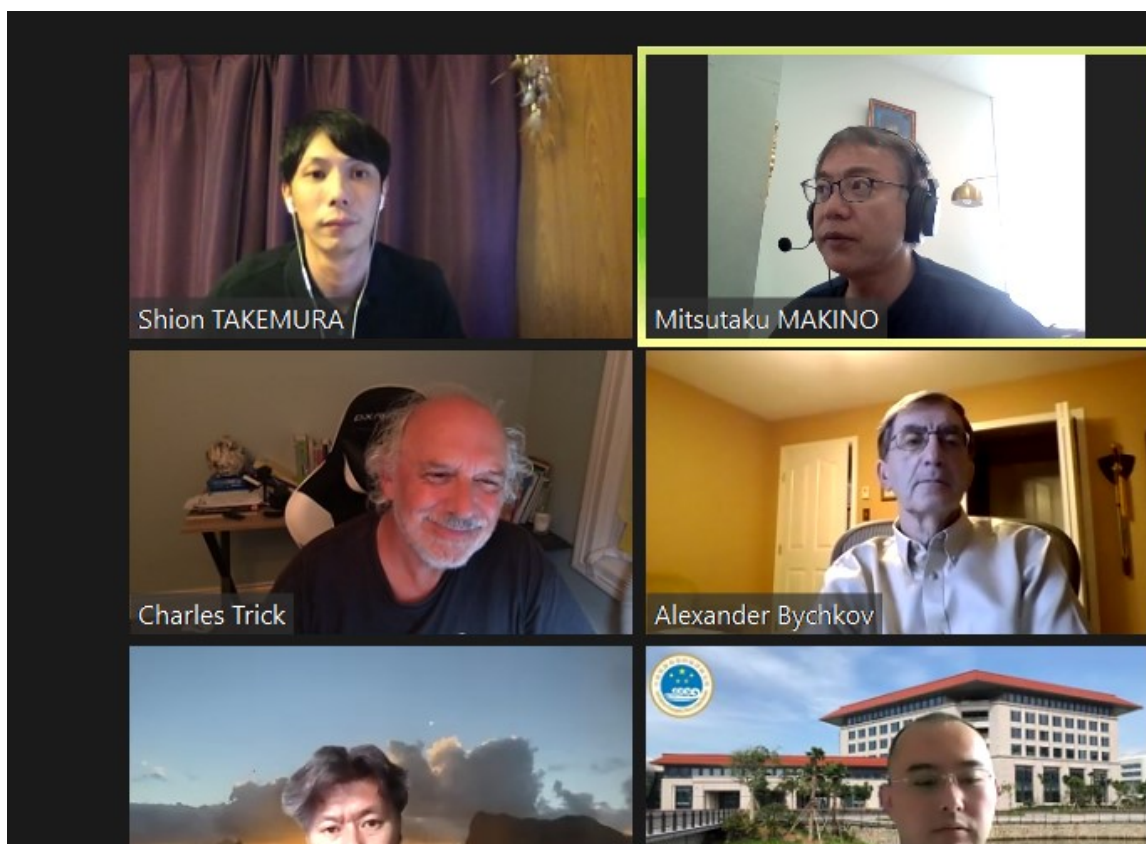 Shion TAKEMURA
Mitsutaku MAKINO
Charles Trick
Alexander Bychkov